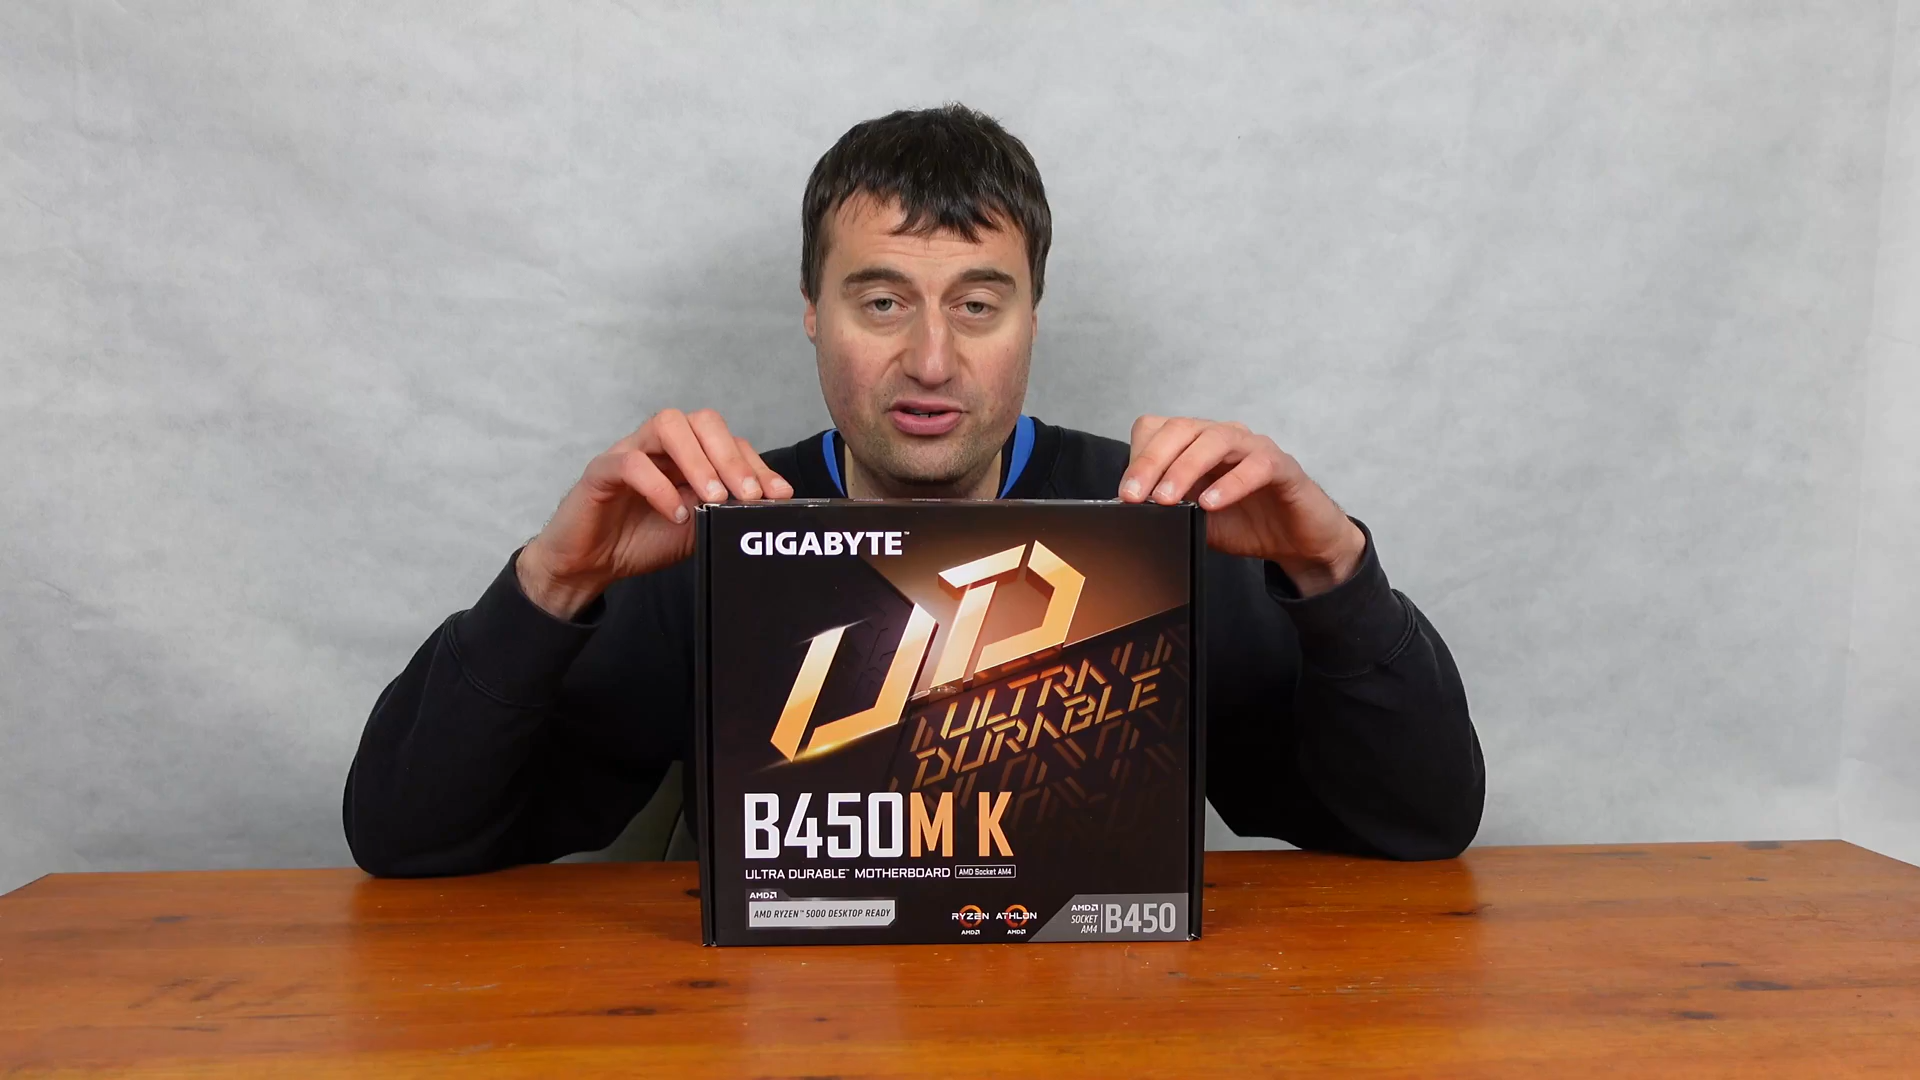 GIGABYTE™
UD
ULTRA
DURABLE
B450M K
ULTRA DURABLE™ MOTHERBOARD AMD Socket AM4
AMD
AMD RYZEN™ 5000 DESKTOP READY
RYZEN ATHLON
AMD AMD
AMD
SOCKET
AM4
B450